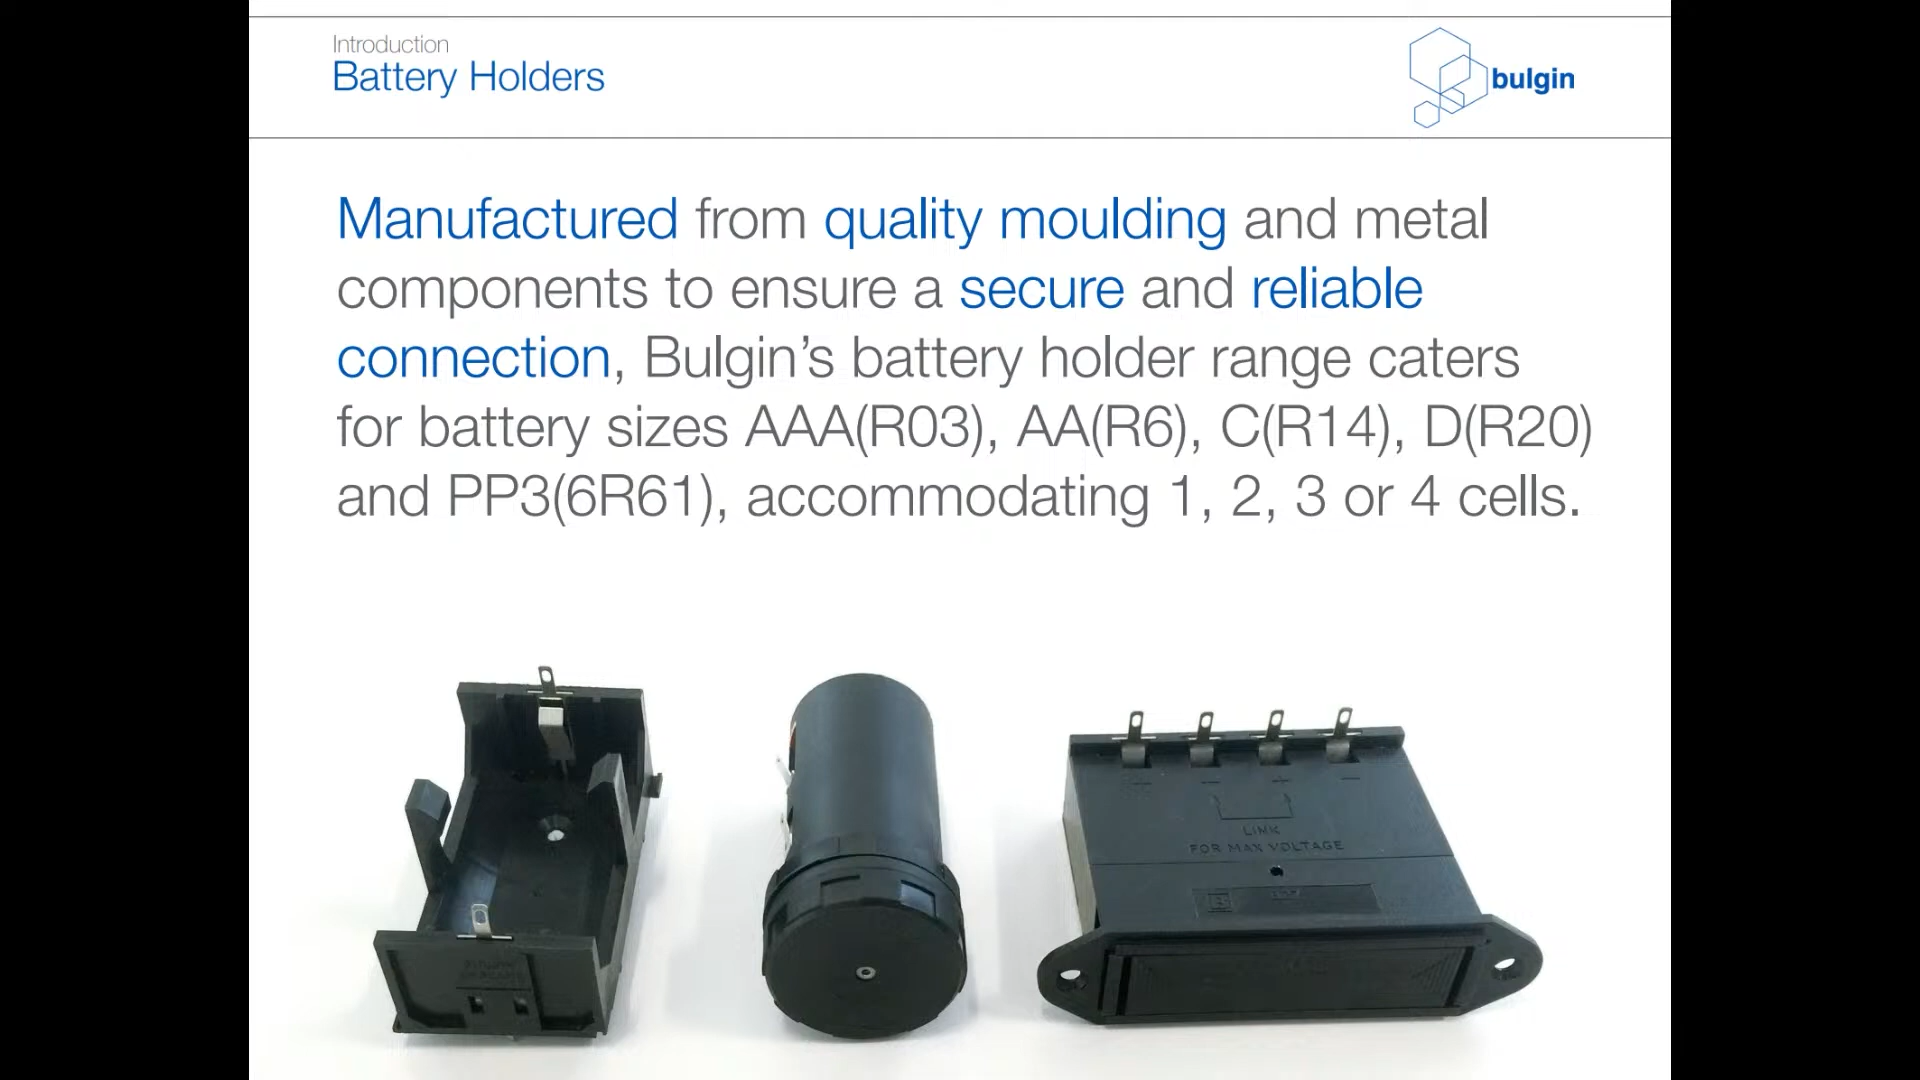 Introduction
Battery Holders
bulgin
Manufactured from quality moulding and metal
components to ensure a secure and reliable
connection, Bulgin’s battery holder range caters
for battery sizes AAA(R03), AA(R6), C(R14), D(R20)
and PP3(6R61), accommodating 1, 2, 3 or 4 cells.
+ - + -
LINK
FOR MAX VOLTAGE